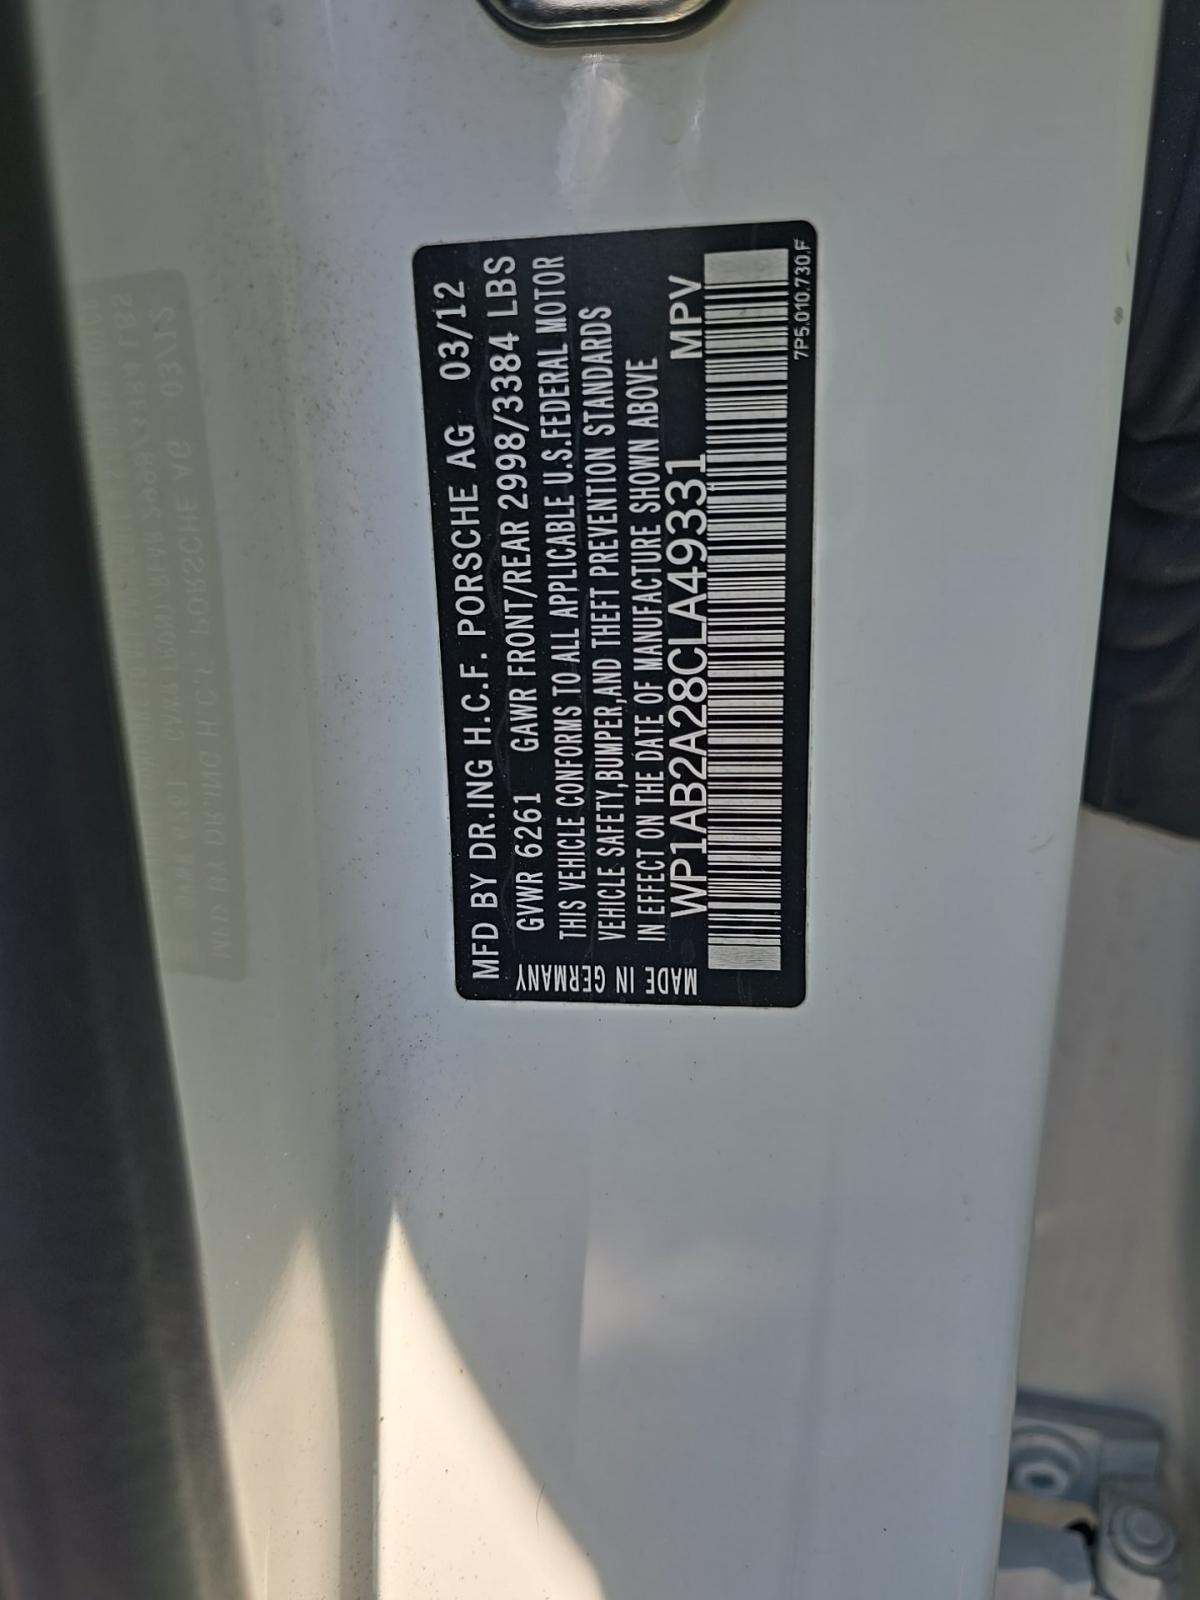 MFD BY DR.ING H.C.F. PORSCHE AG 03/12
GVWR 6261 GAWR FRONT/REAR 2998/3384 LBS
THIS VEHICLE CONFORMS TO ALL APPLICABLE U.S.FEDERAL MOTOR
VEHICLE SAFETY,BUMPER,AND THEFT PREVENTION STANDARDS
IN EFFECT ON THE DATE OF MANUFACTURE SHOWN ABOVE
WP1AB2A28CLA49331 MPV
MADE IN GERMANY
7P5.010.730.F